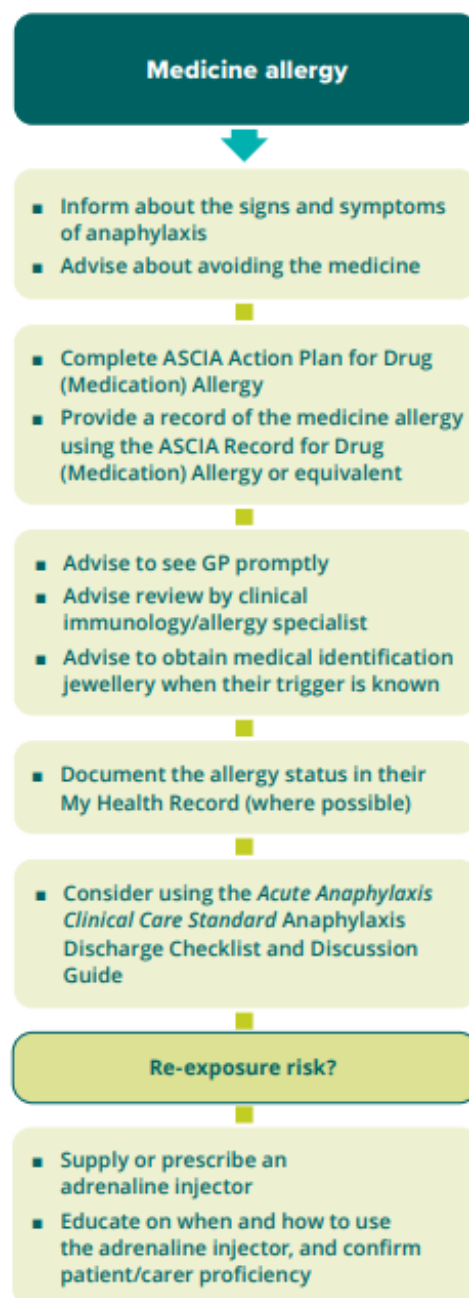 Medicine allergy
■ Inform about the signs and symptoms
of anaphylaxis
■ Advise about avoiding the medicine
■ Complete ASCIA Action Plan for Drug
(Medication) Allergy
■ Provide a record of the medicine allergy
using the ASCIA Record for Drug
(Medication) Allergy or equivalent
■ Advise to see GP promptly
■ Advise review by clinical
immunology/allergy specialist
■ Advise to obtain medical identification
jewellery when their trigger is known
■ Document the allergy status in their
My Health Record (where possible)
■ Consider using the Acute Anaphylaxis
Clinical Care Standard Anaphylaxis
Discharge Checklist and Discussion
Guide
Re-exposure risk?
■ Supply or prescribe an
adrenaline injector
■ Educate on when and how to use
the adrenaline injector, and confirm
patient/carer proficiency